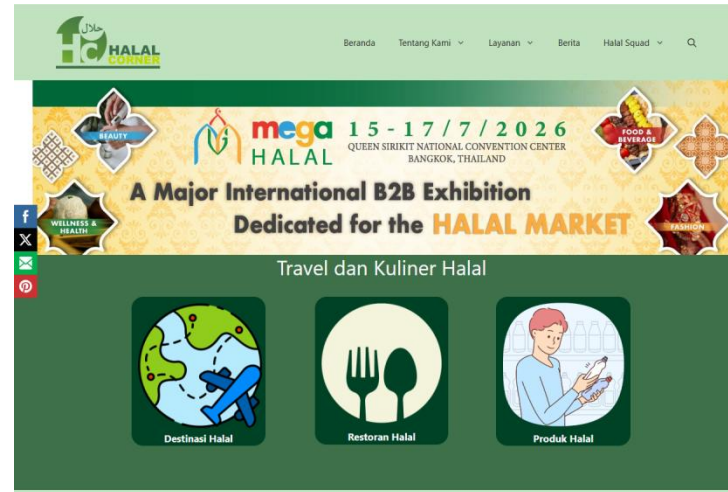 حلال
HALAL
CORNER
Beranda
Tentang Kami
Layanan
Berita
Halal Squad
BEAUTY
mega
HALAL
15-17/7/2026
QUEEN SIRIKIT NATIONAL CONVENTION CENTER
BANGKOK, THAILAND
FOOD &
BEVERAGE
A Major International B2B Exhibition
Dedicated for the HALAL MARKET
WELLNESS &
HEALTH
FASHION
Travel dan Kuliner Halal
Destinasi Halal
Restoran Halal
Produk Halal